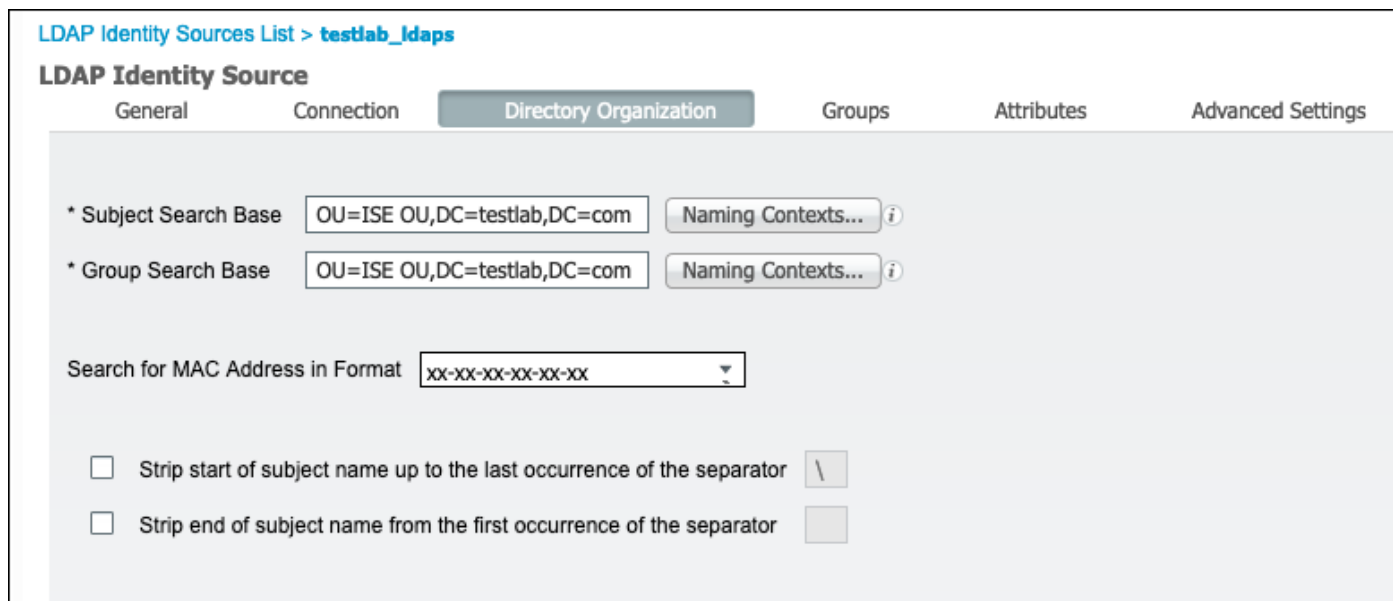 LDAP Identity Sources List > testlab_ldaps
LDAP Identity Source
General Connection Directory Organization Groups Attributes Advanced Settings
* Subject Search Base OU=ISE OU,DC=testlab,DC=com Naming Contexts... i
* Group Search Base OU=ISE OU,DC=testlab,DC=com Naming Contexts... i
Search for MAC Address in Format xx-xx-xx-xx-xx-xx
Strip start of subject name up to the last occurrence of the separator \
Strip end of subject name from the first occurrence of the separator